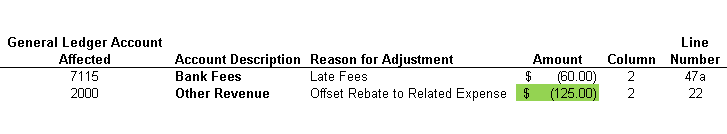 General Ledger Account Line
Affected Account Description Reason for Adjustment Amount Column Number
7115 Bank Fees Late Fees $ (60.00) 2 47a
2000 Other Revenue Offset Rebate to Related Expense $ (125.00) 2 22